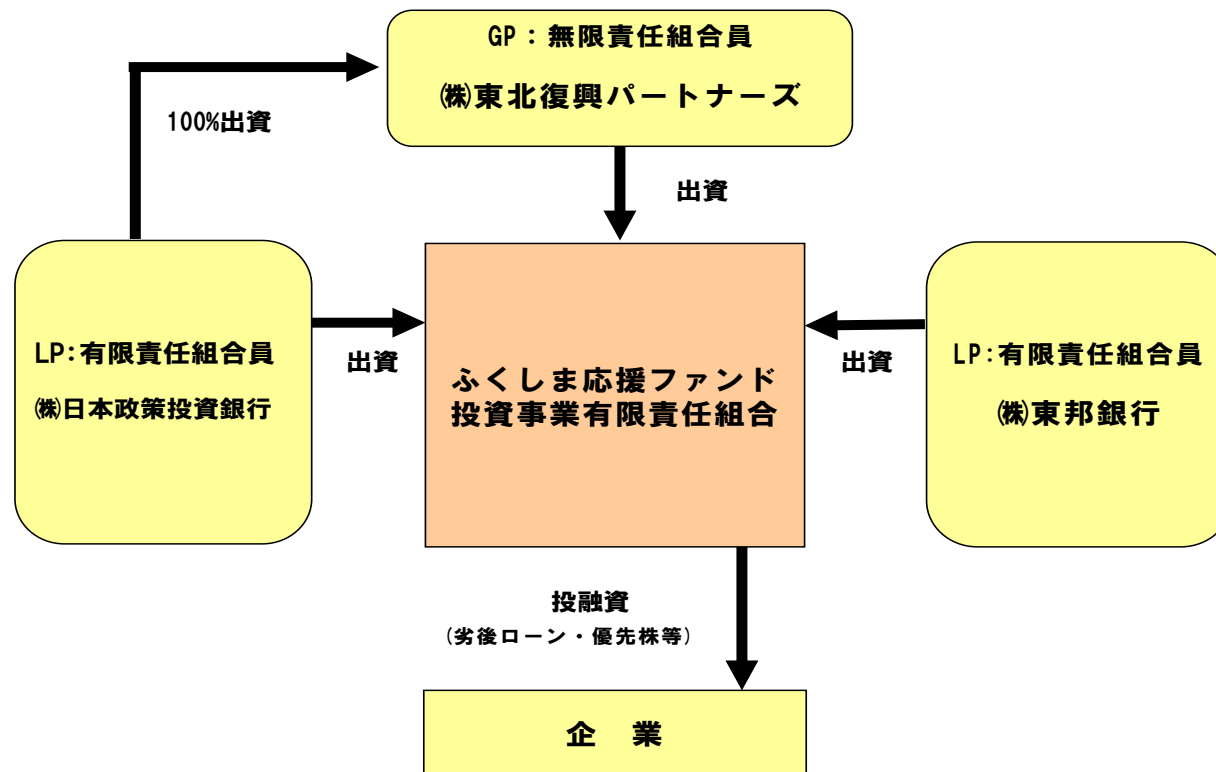 GP:無限責任組合員
㈱東北復興パートナーズ
100%出資
出資
LP:有限責任組合員
㈱日本政策投資銀行
出資
ふくしま応援ファンド
投資事業有限責任組合
出資
LP:有限責任組合員
㈱東邦銀行
投融資
(劣後ローン・優先株等)
企 業